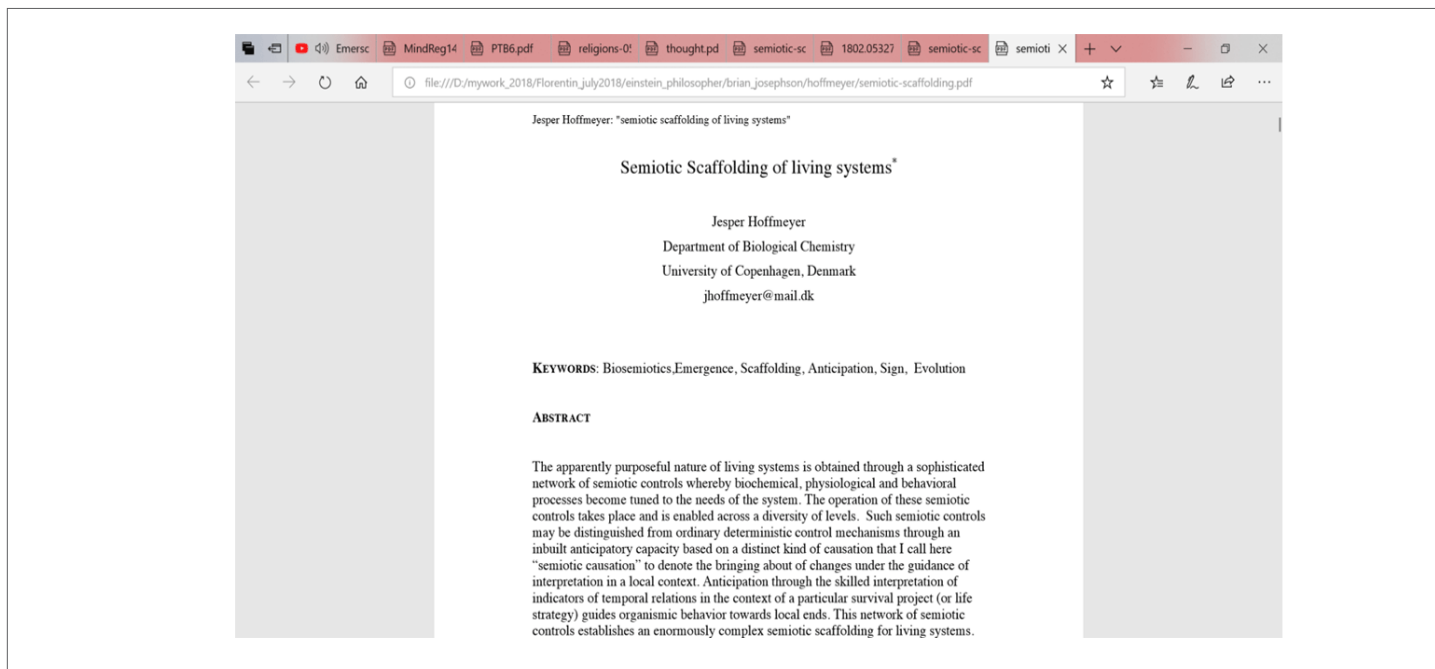 Emersc MindReg14 PTB6.pdf religions-0! thought.pd semiotic-sc 1802.05327 semiotic-sc semioti
file:///D:/mywork_2018/Florentin_july2018/einstein_philosopher/brian_josephson/hoffmeyer/semiotic-scaffolding.pdf
Jesper Hoffmeyer: "semiotic scaffolding of living systems"
Semiotic Scaffolding of living systems*
Jesper Hoffmeyer
Department of Biological Chemistry
University of Copenhagen, Denmark
jhoffmeyer@mail.dk
KEYWORDS: Biosemiotics,Emergence, Scaffolding, Anticipation, Sign, Evolution
ABSTRACT
The apparently purposeful nature of living systems is obtained through a sophisticated
network of semiotic controls whereby biochemical, physiological and behavioral
processes become tuned to the needs of the system. The operation of these semiotic
controls takes place and is enabled across a diversity of levels. Such semiotic controls
may be distinguished from ordinary deterministic control mechanisms through an
inbuilt anticipatory capacity based on a distinct kind of causation that I call here
“semiotic causation” to denote the bringing about of changes under the guidance of
interpretation in a local context. Anticipation through the skilled interpretation of
indicators of temporal relations in the context of a particular survival project (or life
strategy) guides organismic behavior towards local ends. This network of semiotic
controls establishes an enormously complex semiotic scaffolding for living systems.